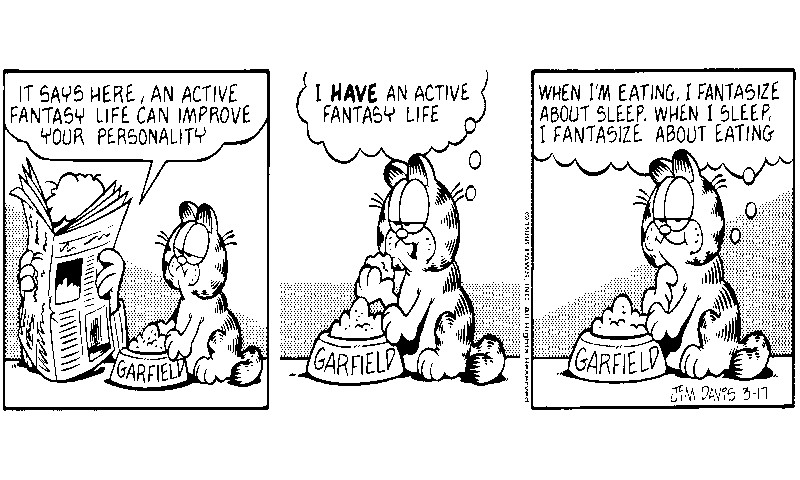 IT SAYS HERE, AN ACTIVE
FANTASY LIFE CAN IMPROVE
YOUR PERSONALITY
GARFIELD
I HAVE AN ACTIVE
FANTASY LIFE
GARFIELD
WHEN I'M EATING, I FANTASIZE
ABOUT SLEEP. WHEN I SLEEP,
I FANTASIZE ABOUT EATING
GARFIELD
JIM DAVIS 3-17